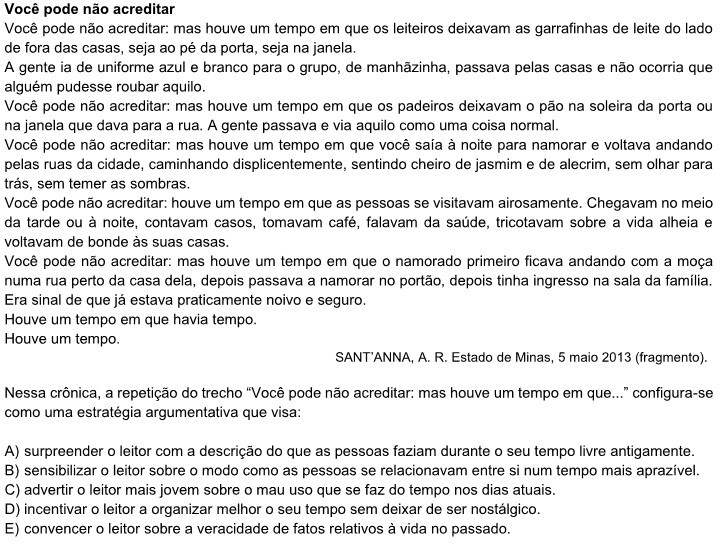 Você pode não acreditar
Você pode não acreditar: mas houve um tempo em que os leiteiros deixavam as garrafinhas de leite do lado
de fora das casas, seja ao pé da porta, seja na janela.
A gente ia de uniforme azul e branco para o grupo, de manhãzinha, passava pelas casas e não ocorria que
alguém pudesse roubar aquilo.
Você pode não acreditar: mas houve um tempo em que os padeiros deixavam o pão na soleira da porta ou
na janela que dava para a rua. A gente passava e via aquilo como uma coisa normal.
Você pode não acreditar: mas houve um tempo em que você saía à noite para namorar e voltava andando
pelas ruas da cidade, caminhando displicentemente, sentindo cheiro de jasmim e de alecrim, sem olhar para
trás, sem temer as sombras.
Você pode não acreditar: houve um tempo em que as pessoas se visitavam airosamente. Chegavam no meio
da tarde ou à noite, contavam casos, tomavam café, falavam da saúde, tricotavam sobre a vida alheia e
voltavam de bonde às suas casas.
Você pode não acreditar: mas houve um tempo em que o namorado primeiro ficava andando com a moça
numa rua perto da casa dela, depois passava a namorar no portão, depois tinha ingresso na sala da família.
Era sinal de que já estava praticamente noivo e seguro.
Houve um tempo em que havia tempo.
Houve um tempo.
SANT'ANNA, A. R. Estado de Minas, 5 maio 2013 (fragmento).
Nessa crônica, a repetição do trecho “Você pode não acreditar: mas houve um tempo em que...” configura-se
como uma estratégia argumentativa que visa:
A) surpreender o leitor com a descrição do que as pessoas faziam durante o seu tempo livre antigamente.
B) sensibilizar o leitor sobre o modo como as pessoas se relacionavam entre si num tempo mais aprazível.
C) advertir o leitor mais jovem sobre o mau uso que se faz do tempo nos dias atuais.
D) incentivar o leitor a organizar melhor o seu tempo sem deixar de ser nostálgico.
E) convencer o leitor sobre a veracidade de fatos relativos à vida no passado.